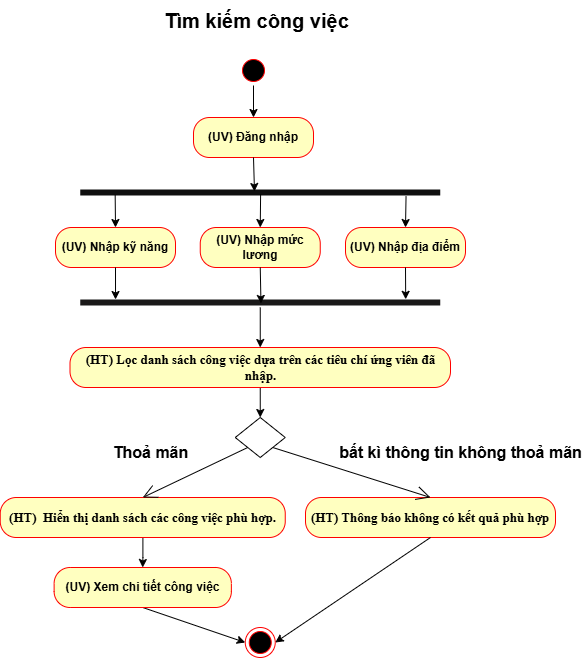 Tìm kiếm công việc
(UV) Đăng nhập
(UV) Nhập kỹ năng
(UV) Nhập mức
lương
(UV) Nhập địa điểm
(HT) Lọc danh sách công việc dựa trên các tiêu chí ứng viên đã
nhập.
Thoả mãn
bất kì thông tin không thoả mãn
(HT) Hiển thị danh sách các công việc phù hợp.
(HT) Thông báo không có kết quả phù hợp
(UV) Xem chi tiết công việc